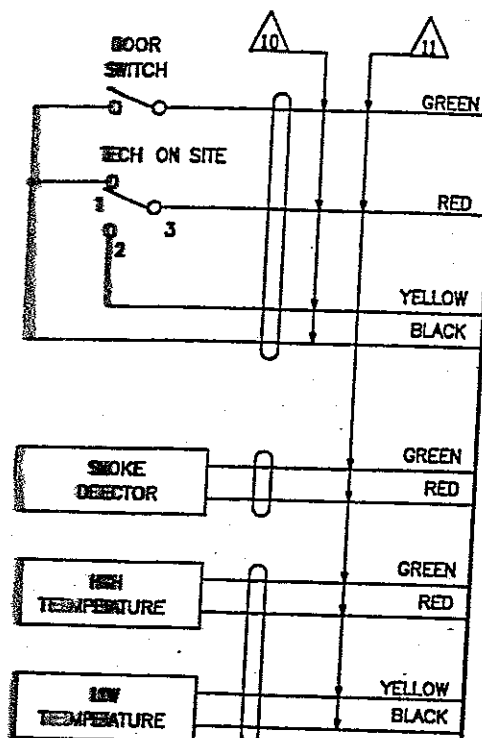 DOOR
SWITCH
10
11
GREEN
TECH ON SITE
1
3
2
RED
YELLOW
BLACK
SMOKE
DETECTOR
GREEN
RED
HIGH
TEMPERATURE
GREEN
RED
LOW
TEMPERATURE
YELLOW
BLACK